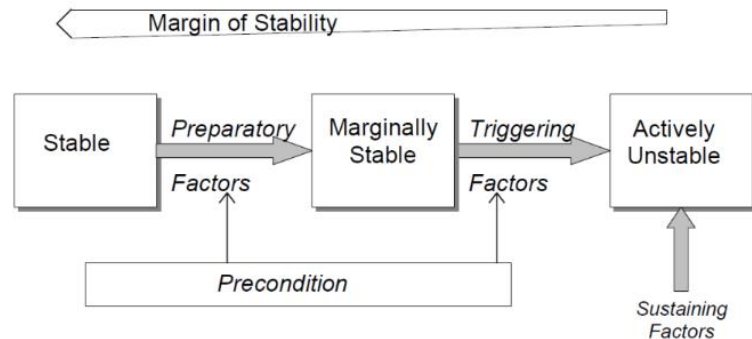 Margin of Stability
Stable
Preparatory
Factors
Marginally
Stable
Triggering
Factors
Actively
Unstable
Precondition
Sustaining
Factors